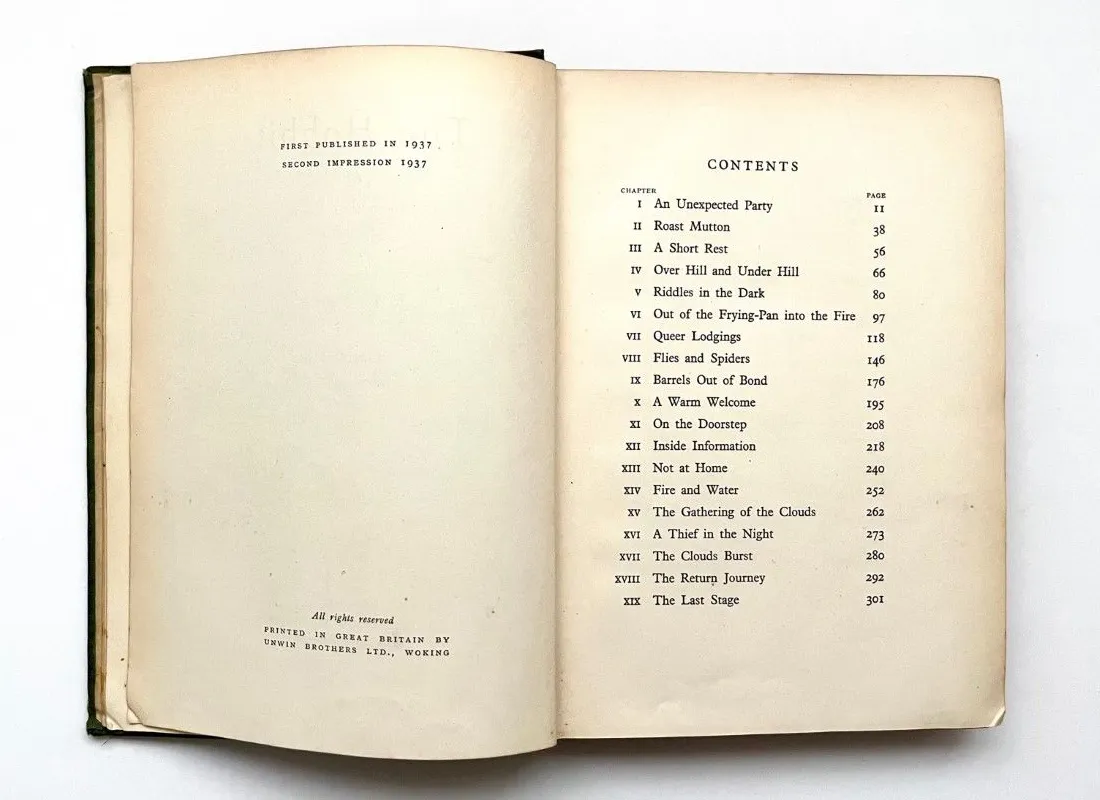 FIRST PUBLISHED IN 1937
SECOND IMPRESSION 1937
All rights reserved
PRINTED IN GREAT BRITAIN BY
UNWIN BROTHERS LTD., WOKING
CONTENTS
CHAPTER PAGE
I An Unexpected Party 11
II Roast Mutton 38
III A Short Rest 56
IV Over Hill and Under Hill 66
V Riddles in the Dark 80
VI Out of the Frying-Pan into the Fire 97
VII Queer Lodgings 118
VIII Flies and Spiders 146
IX Barrels Out of Bond 176
X A Warm Welcome 195
XI On the Doorstep 208
XII Inside Information 218
XIII Not at Home 240
XIV Fire and Water 252
XV The Gathering of the Clouds 262
XVI A Thief in the Night 273
XVII The Clouds Burst 280
XVIII The Return Journey 292
XIX The Last Stage 301